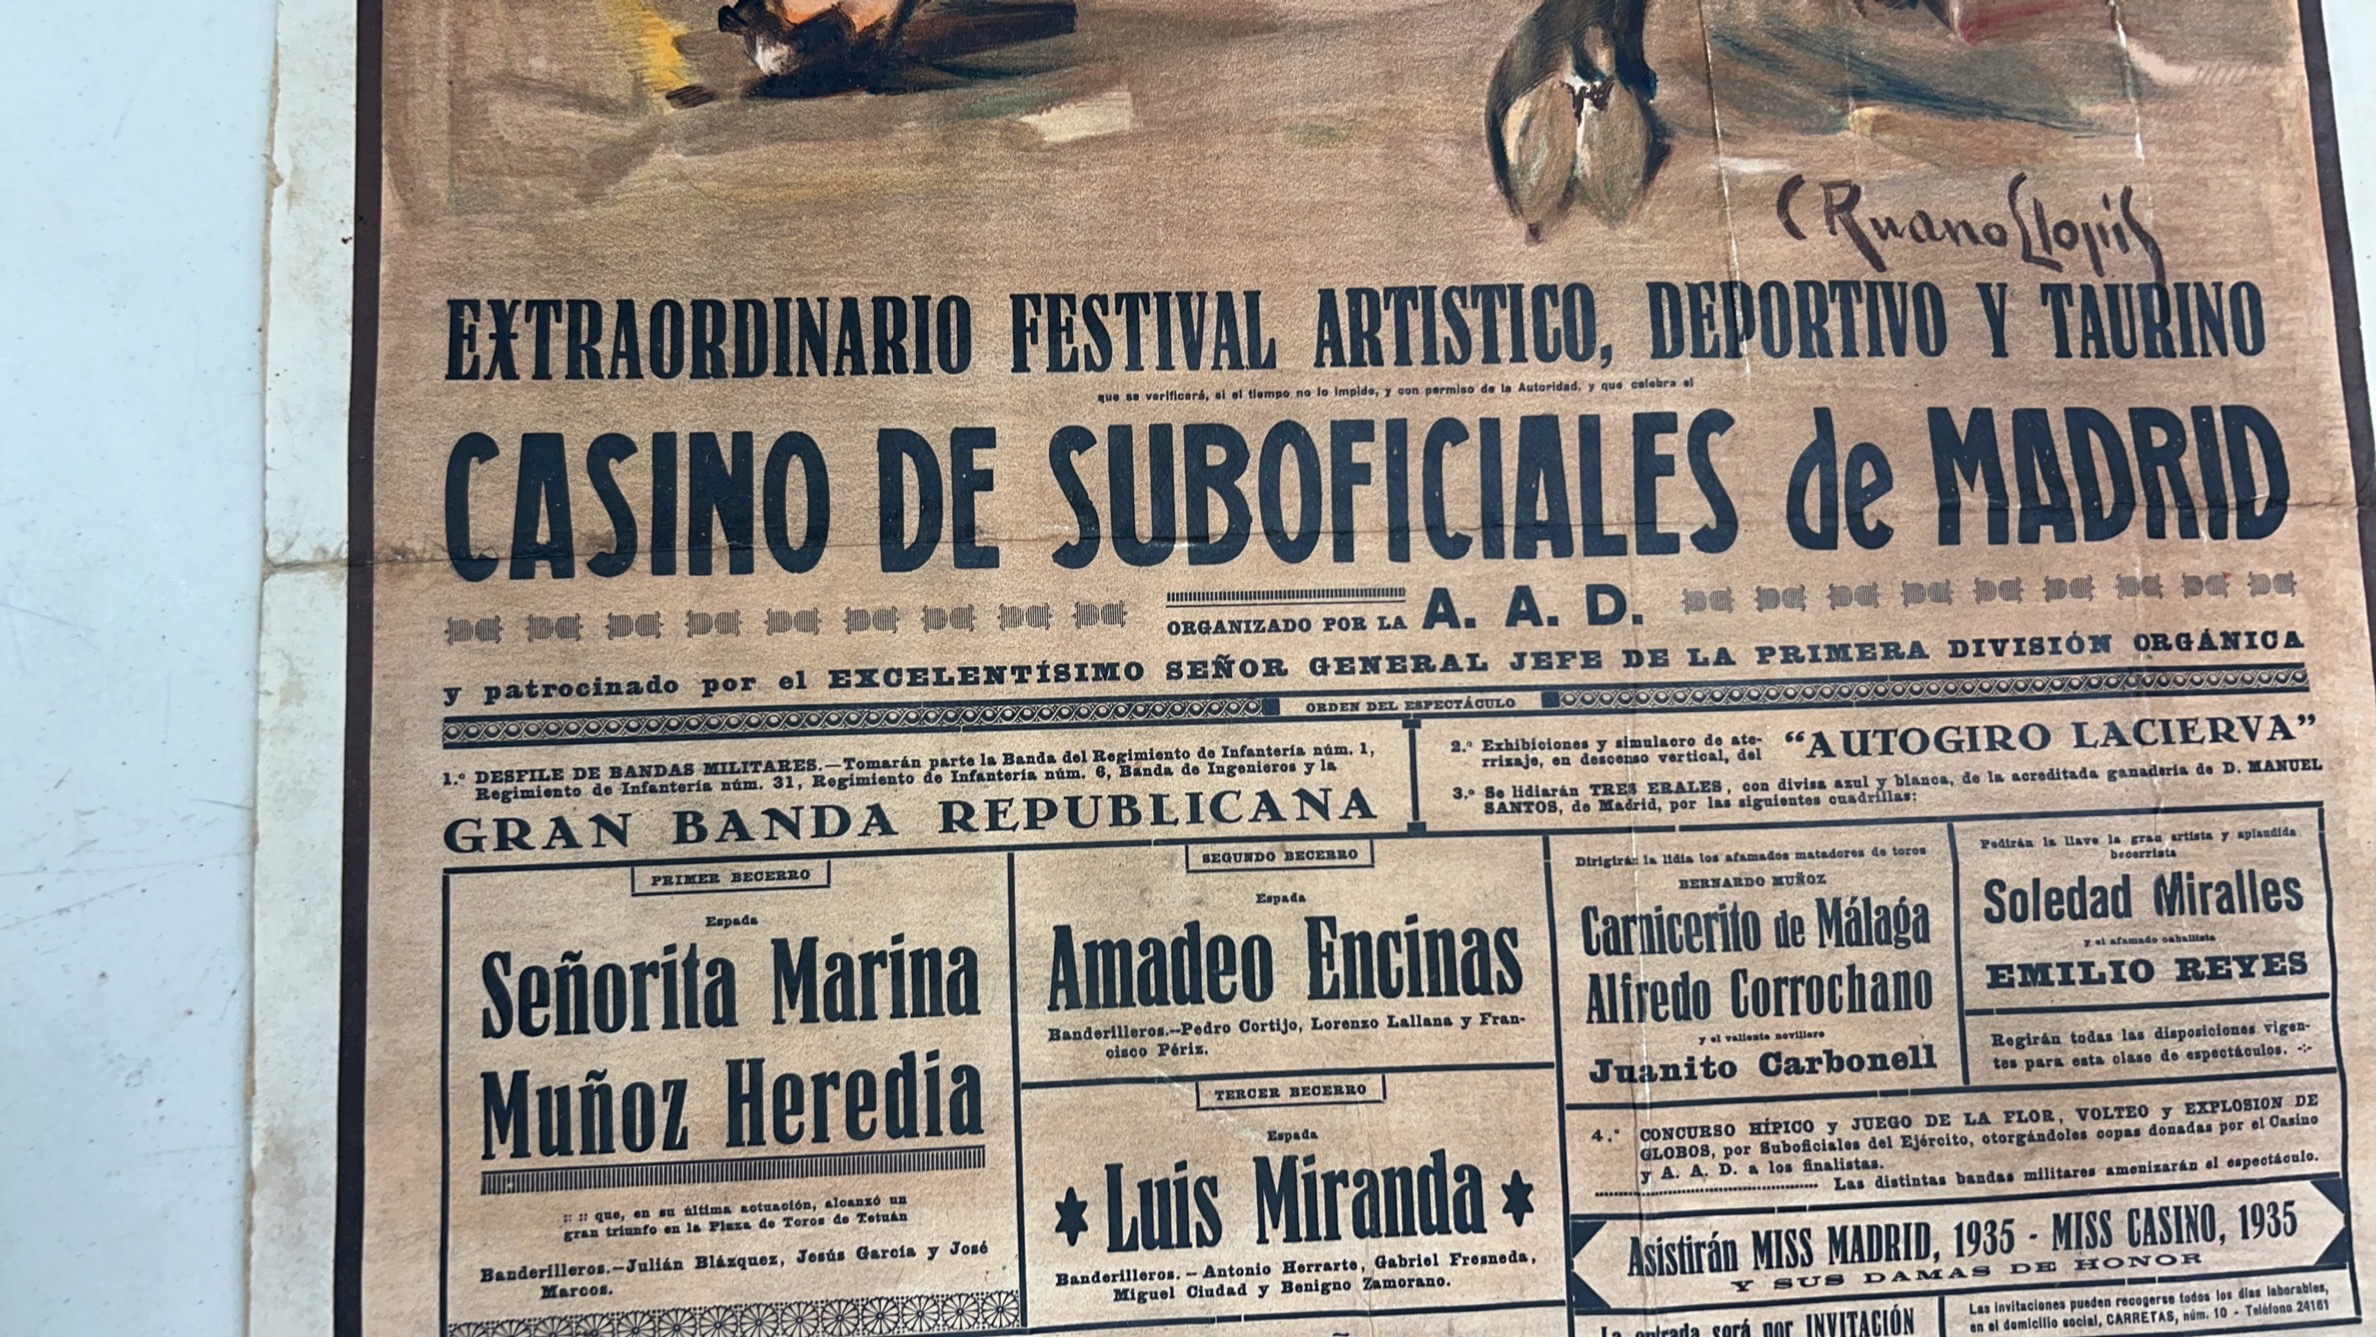 C Ruano Llopis
EXTRAORDINARIO FESTIVAL ARTISTICO, DEPORTIVO Y TAURINO
que se verificará, si el tiempo no lo impide, y con permiso de la Autoridad, y que celebra el
CASINO DE SUBOFICIALES de MADRID
ORGANIZADO POR LA A. A. D.
y patrocinado por el EXCELENTÍSIMO SEÑOR GENERAL JEFE DE LA PRIMERA DIVISIÓN ORGÁNICA
ORDEN DEL ESPECTÁCULO
1.º DESFILE DE BANDAS MILITARES.—Tomarán parte la Banda del Regimiento de Infantería núm. 1,
Regimiento de Infantería núm. 31, Regimiento de Infantería núm. 6, Banda de Ingenieros y la
GRAN BANDA REPUBLICANA
2.º Exhibiciones y simulacro de ate-
rrizaje, en descenso vertical, del "AUTOGIRO LACIERVA"
3.º Se lidiarán TRES ERALES, con divisa azul y blanca, de la acreditada ganadería de D. MANUEL
SANTOS, de Madrid, por las siguientes cuadrillas:
PRIMER BECERRO
Espada
Señorita Marina
Muñoz Heredia
:: :: que, en su última actuación, alcanzó un
gran triunfo en la Plaza de Toros de Tetuán
Banderilleros.—Julián Blázquez, Jesús García y José
Marcos.
SEGUNDO BECERRO
Espada
Amadeo Encinas
Banderilleros.--Pedro Cortijo, Lorenzo Lallana y Fran-
cisco Périz.
TERCER BECERRO
Espada
Luis Miranda
Banderilleros. - Antonio Herrarte, Gabriel Fresneda,
Miguel Ciudad y Benigno Zamorano.
Dirigirán la lidia los afamados matadores de toros
BERNARDO MUÑOZ
Carnicerito de Málaga
Alfredo Corrochano
y el valiente novillero
Juanito Carbonell
Pedirán la llave la gran artista y aplaudida
becerrista
Soledad Miralles
y el afamado caballista
EMILIO REYES
Regirán todas las disposiciones vigen-
tes para esta clase de espectáculos. -:-
4.º CONCURSO HÍPICO y JUEGO DE LA FLOR, VOLTEO y EXPLOSION DE
GLOBOS, por Suboficiales del Ejército, otorgándoles copas donadas por el Casino
y A. A. D. a los finalistas.
Las distintas bandas militares amenizarán el espectáculo.
Asistirán MISS MADRID, 1935 - MISS CASINO, 1935
Y SUS DAMAS DE HONOR
La entrada será por INVITACIÓN
Las invitaciones pueden recogerse todos los días laborables,
en el domicilio social, CARRETAS, núm. 10 - Teléfono 24161